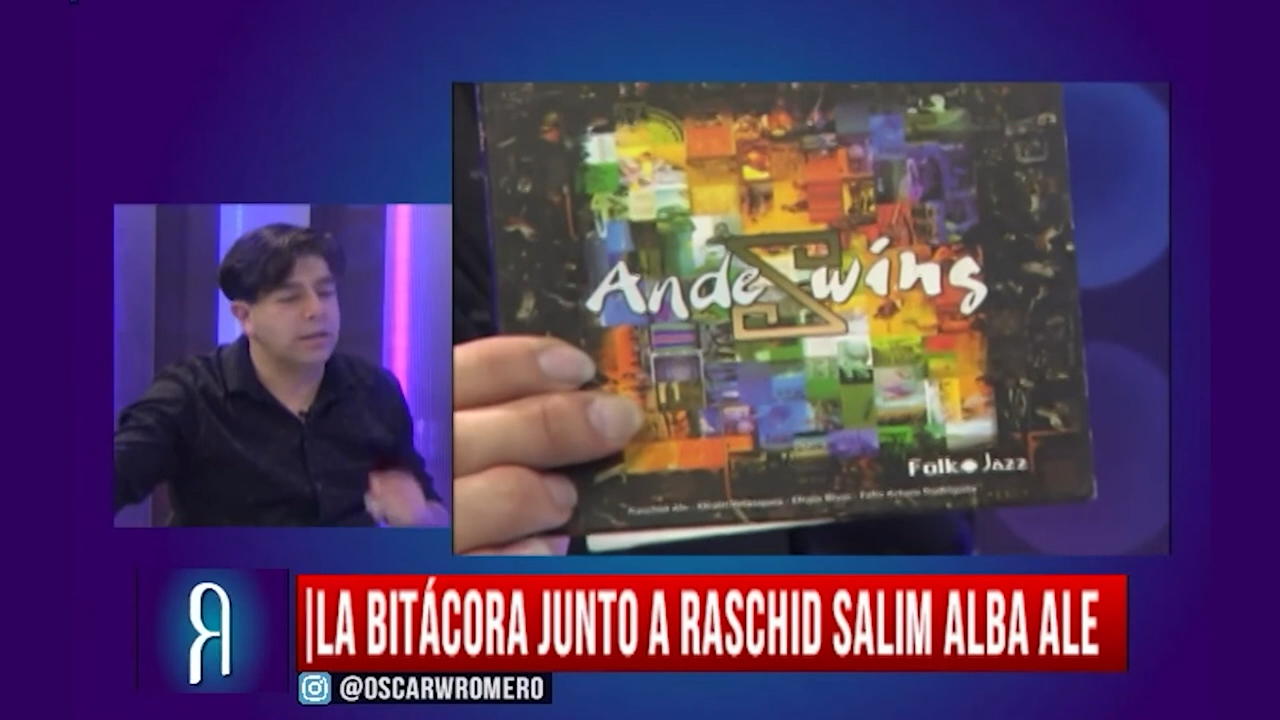 AndeSwing
Folk Jazz
|LA BITÁCORA JUNTO A RASCHID SALIM ALBA ALE
@OSCARWROMERO